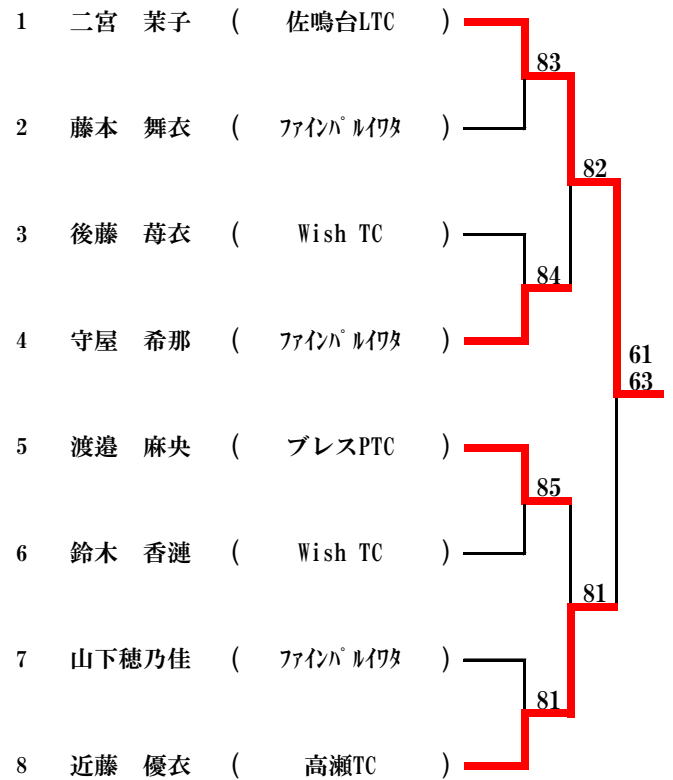 1 二宮 茉子 ( 佐鳴台LTC )
83
2 藤本 舞衣 ( ファインパルイワタ )
82
3 後藤 苺衣 ( Wish TC )
84
4 守屋 希那 ( ファインパルイワタ )
61
63
5 渡邉 麻央 ( ブレスPTC )
85
6 鈴木 香漣 ( Wish TC )
81
7 山下穂乃佳 ( ファインパルイワタ )
81
8 近藤 優衣 ( 高瀬TC )